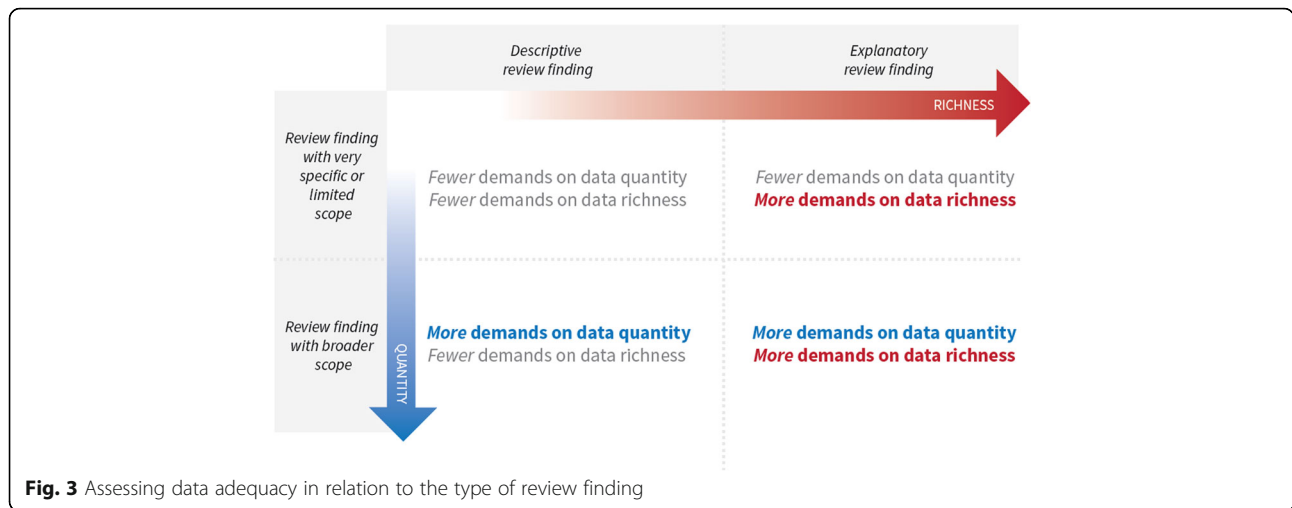 Descriptive
review finding
Explanatory
review finding
RICHNESS
Review finding
with very
specific or
limited
scope
Fewer demands on data quantity
Fewer demands on data richness
Fewer demands on data quantity
More demands on data richness
Review finding
with broader
scope
QUANTITY
More demands on data quantity
Fewer demands on data richness
More demands on data quantity
More demands on data richness
Fig. 3 Assessing data adequacy in relation to the type of review finding